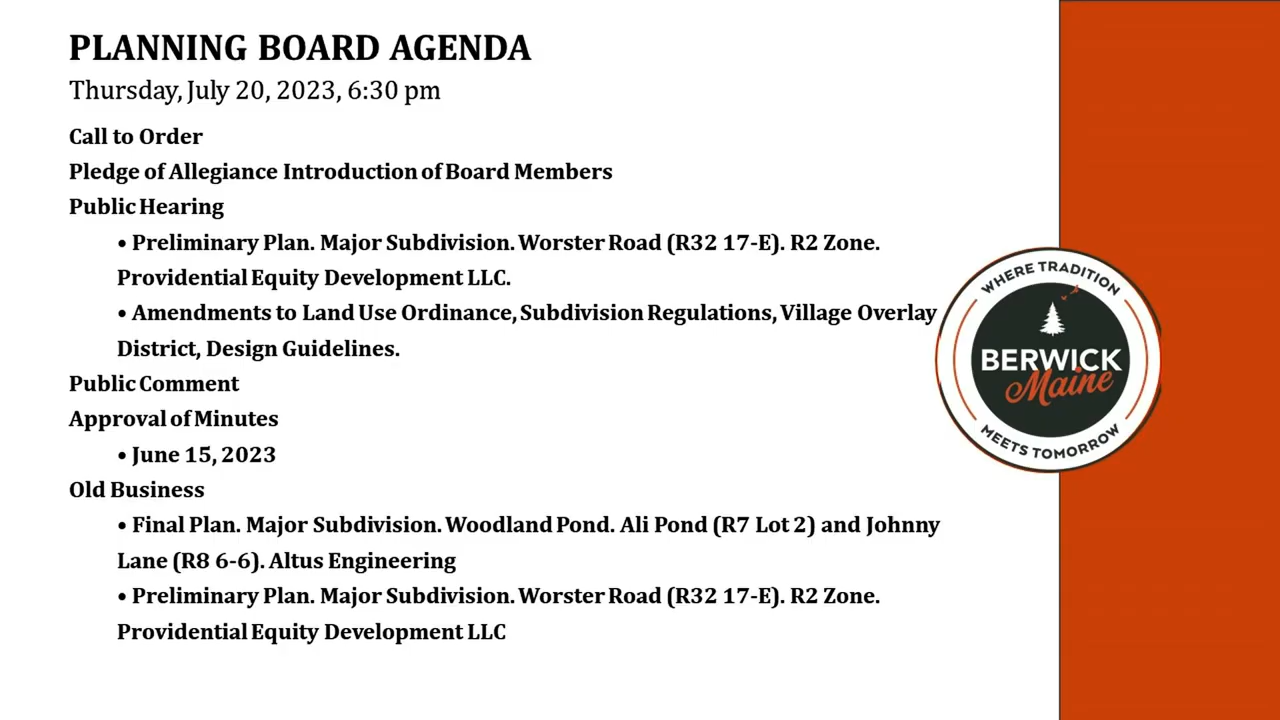 PLANNING BOARD AGENDA
Thursday, July 20, 2023, 6:30 pm
Call to Order
Pledge of Allegiance Introduction of Board Members
Public Hearing
• Preliminary Plan. Major Subdivision. Worster Road (R32 17-E). R2 Zone.
Providential Equity Development LLC.
• Amendments to Land Use Ordinance, Subdivision Regulations, Village Overlay
District, Design Guidelines.
Public Comment
Approval of Minutes
• June 15, 2023
Old Business
• Final Plan. Major Subdivision. Woodland Pond. Ali Pond (R7 Lot 2) and Johnny
Lane (R8 6-6). Altus Engineering
• Preliminary Plan. Major Subdivision. Worster Road (R32 17-E). R2 Zone.
Providential Equity Development LLC
WHERE TRADITION
BERWICK
Maine
MEETS TOMORROW